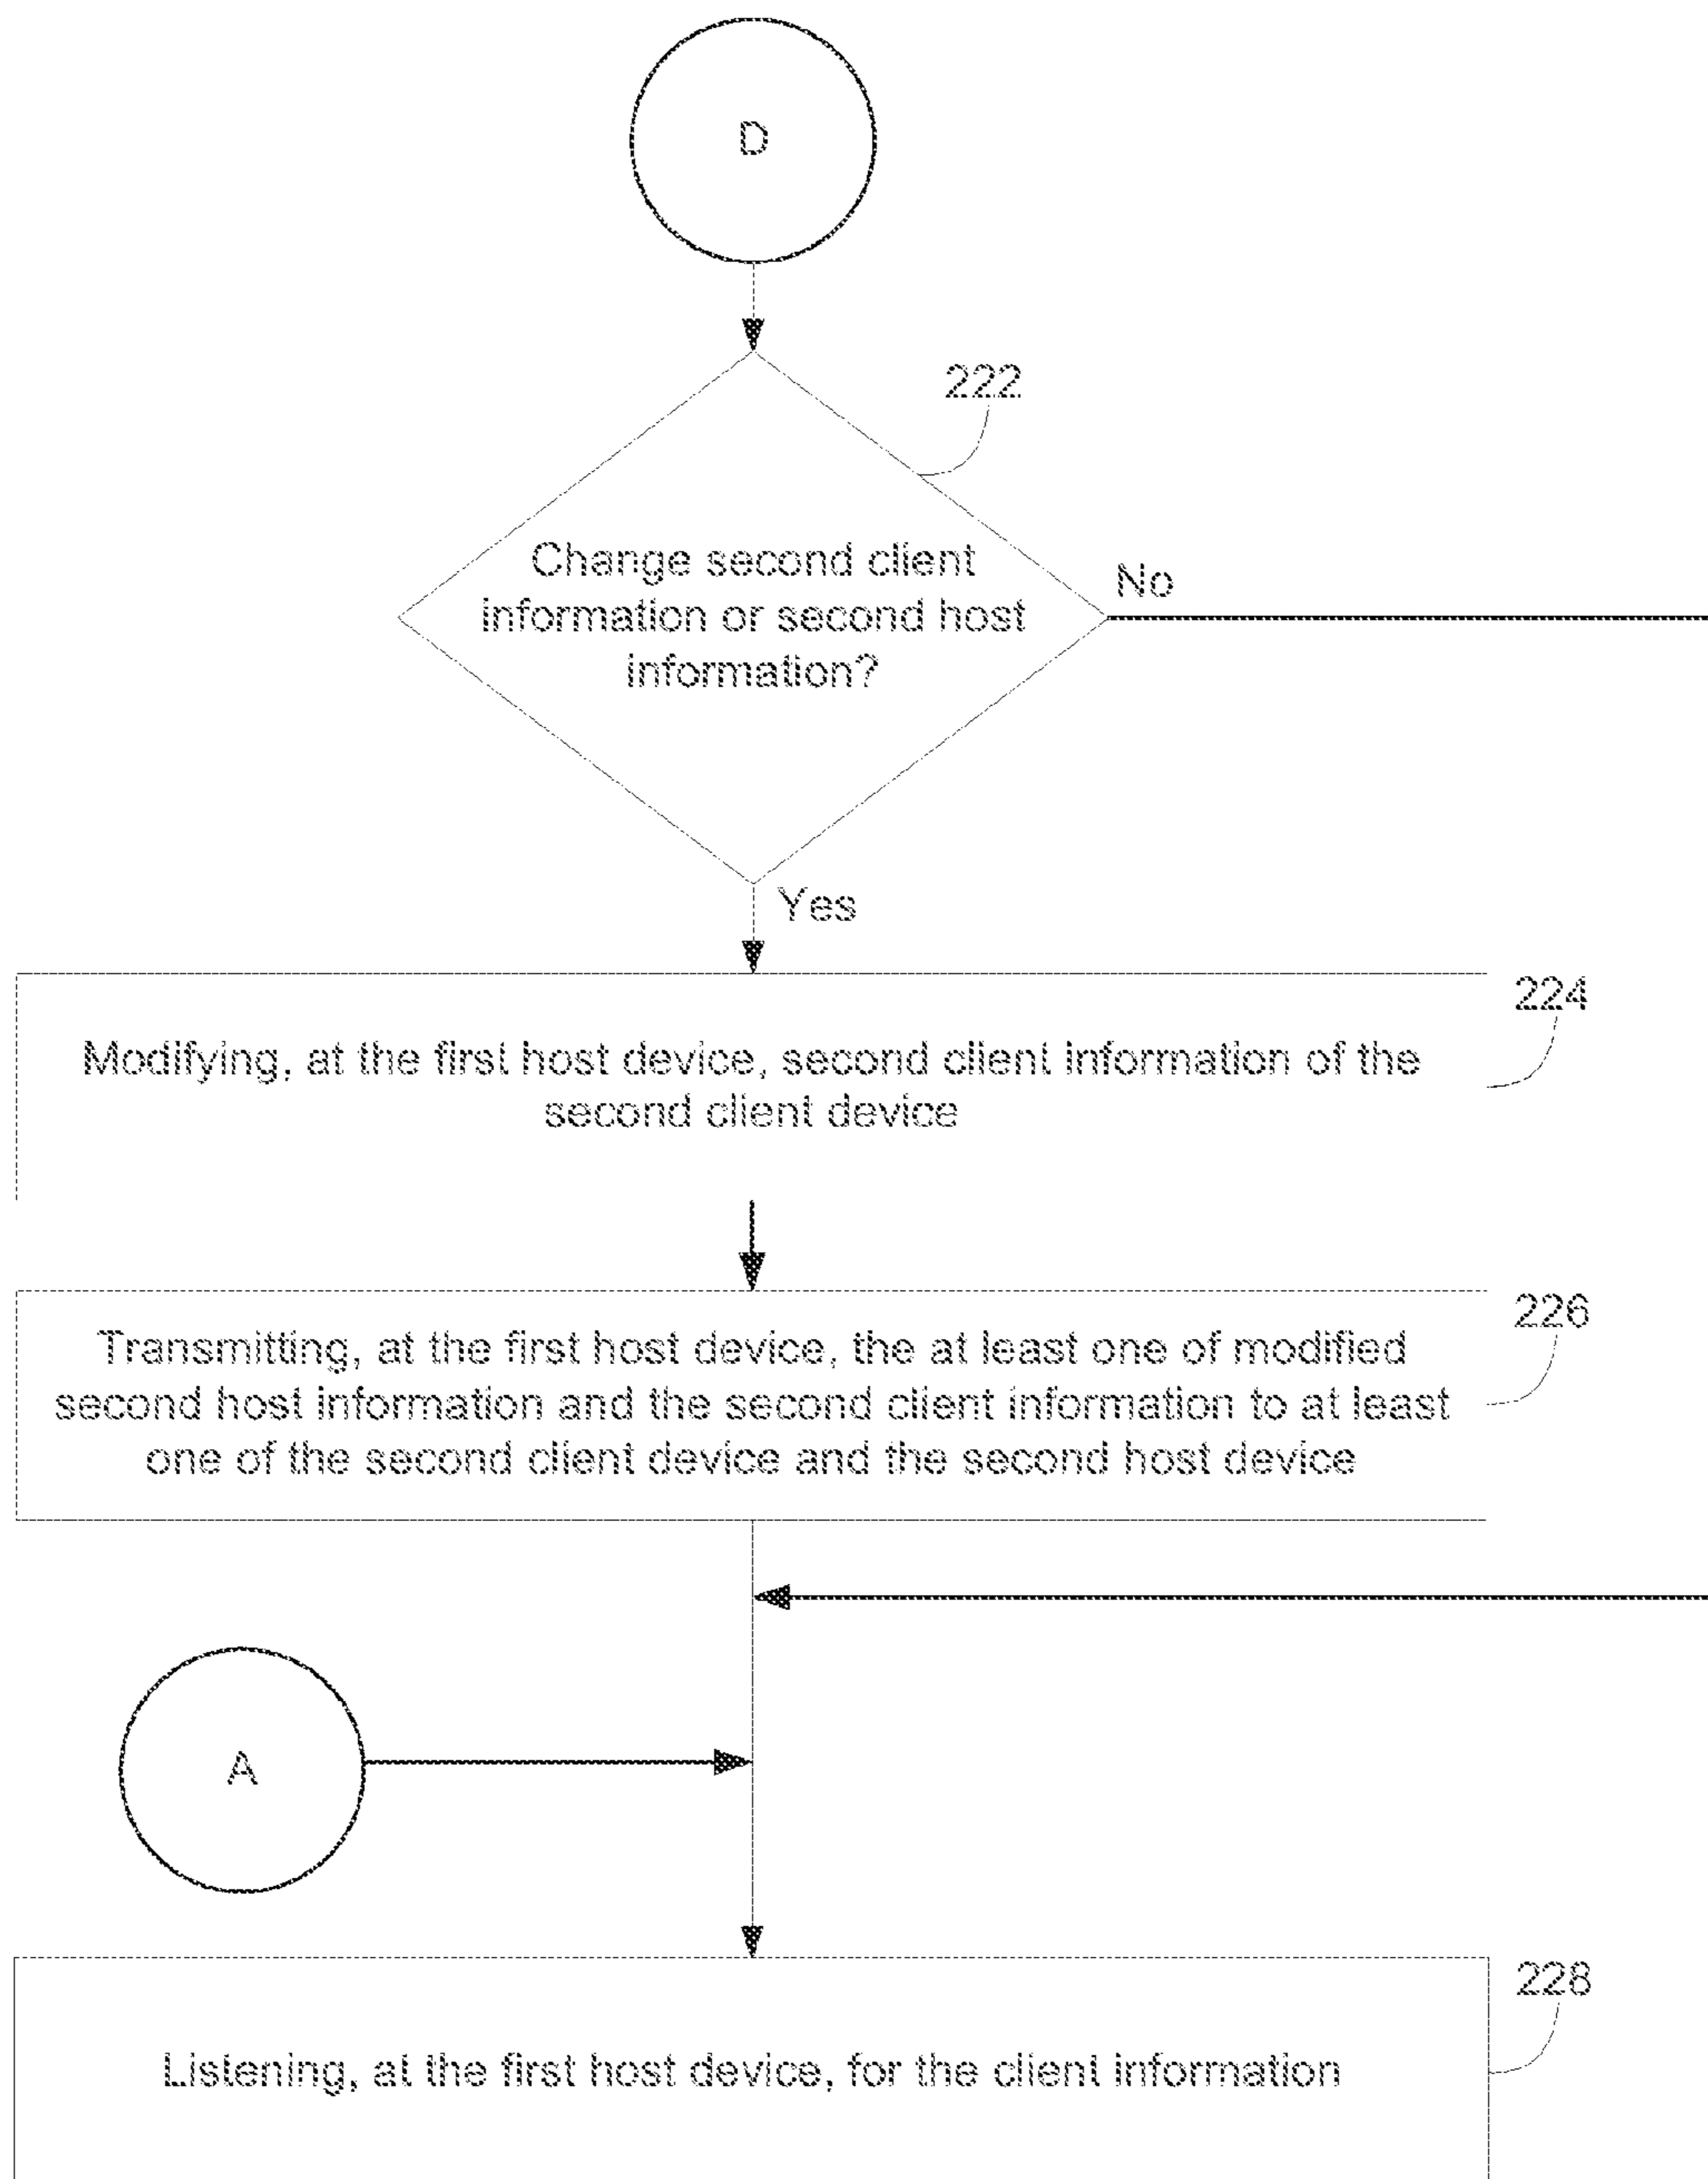 D
222
Change second client
information or second host
information?
No
Yes
224
Modifying, at the first host device, second client information of the
second client device
226
Transmitting, at the first host device, the at least one of modified
second host information and the second client information to at least
one of the second client device and the second host device
A
228
Listening, at the first host device, for the client information